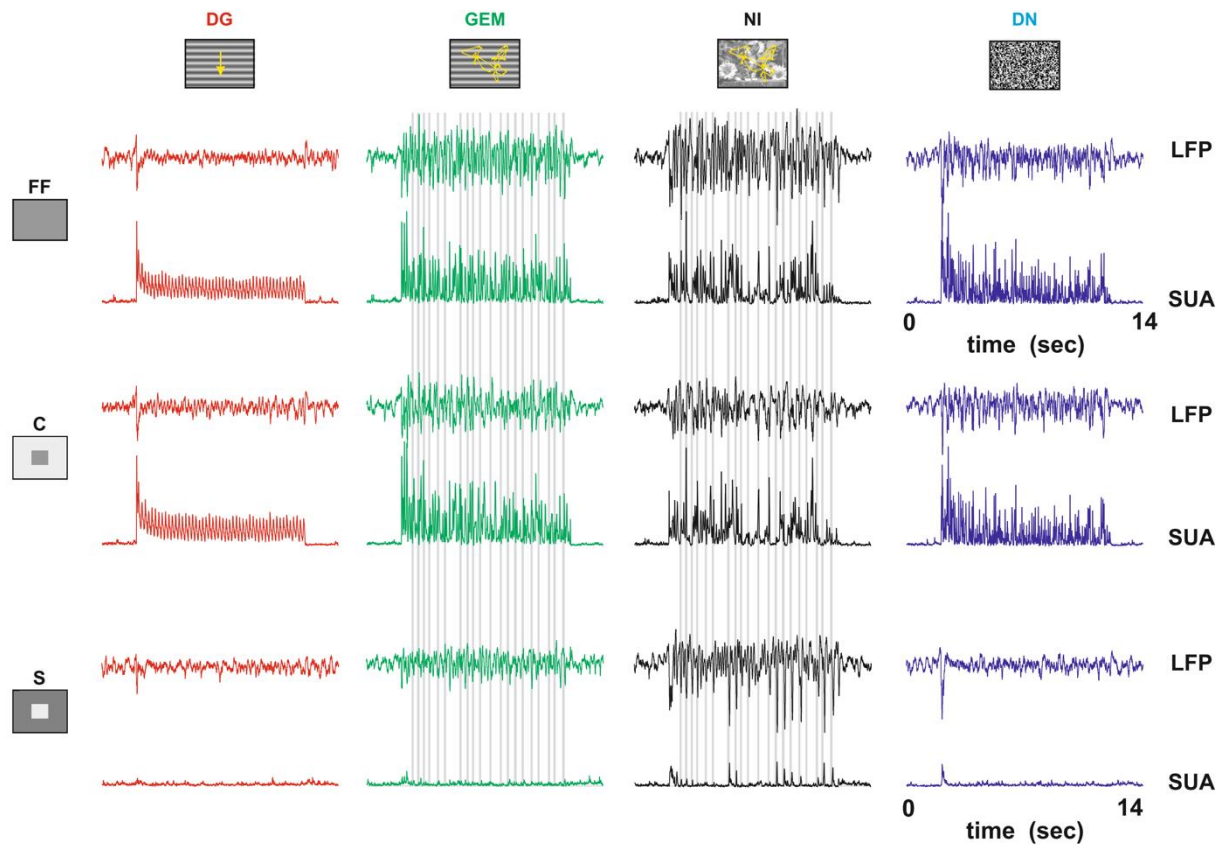 DG GEM NI DN
LFP
FF
SUA
0 14
time (sec)
LFP
C
SUA
LFP
S
SUA
0 14
time (sec)